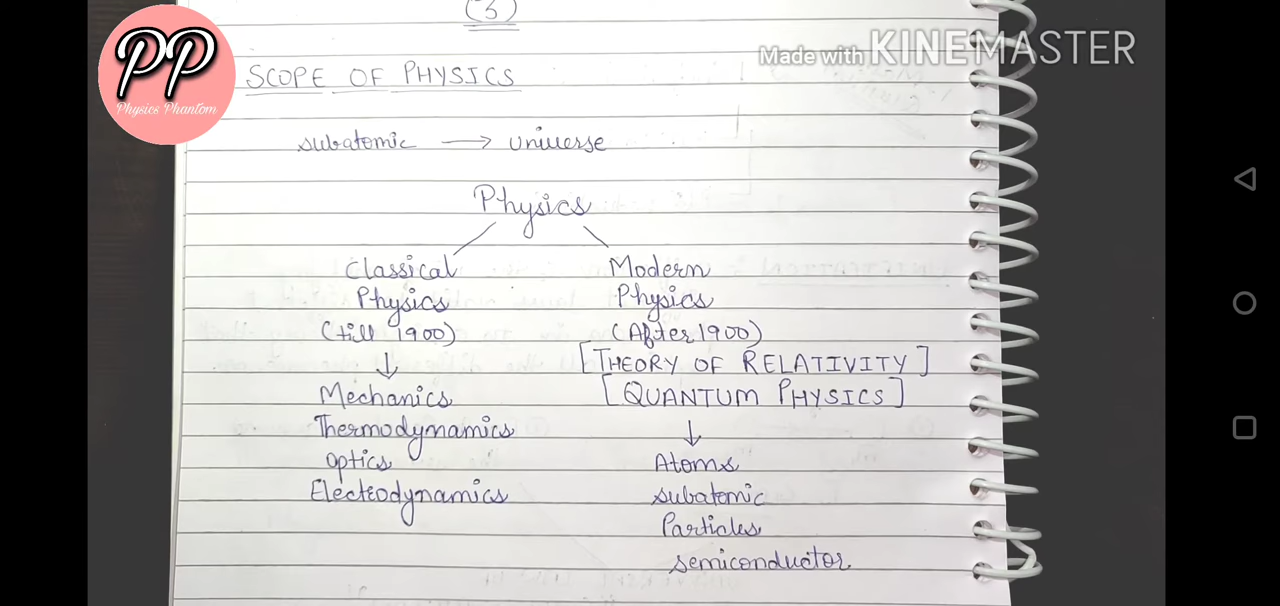 (3)
PP
Physics Phantom
Made with KINEMASTER
SCOPE OF PHYSICS
subatomic → universe
Physics
Classical Physics (till 1900)
↓
Mechanics
Thermodynamics
optics
Electrodynamics
Modern Physics (After 1900)
[THEORY OF RELATIVITY]
[QUANTUM PHYSICS]
↓
Atoms
subatomic
Particles
semiconductor